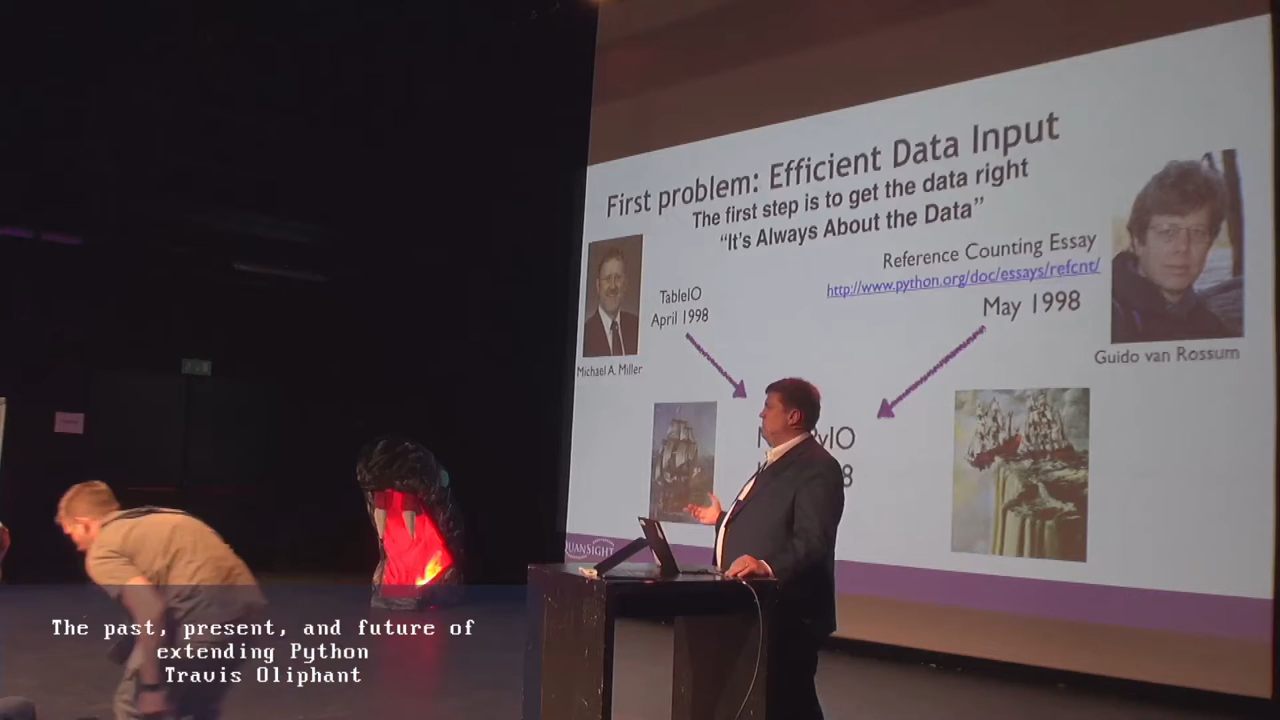 First problem: Efficient Data Input
The first step is to get the data right
“It's Always About the Data”
Reference Counting Essay
http://www.python.org/doc/essays/refcnt/
May 1998
TableIO
April 1998
Michael A. Miller
Guido van Rossum
QUANSIGHT
The past, present, and future of
extending Python
Travis Oliphant